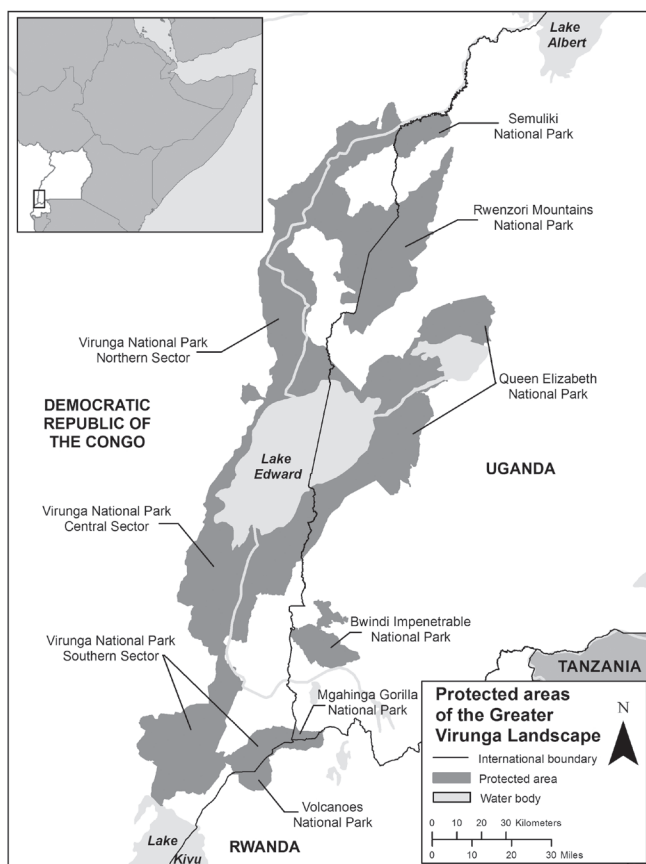 Lake
Albert
Semuliki
National Park
Rwenzori Mountains
National Park
Virunga National Park
Northern Sector
Queen Elizabeth
National Park
DEMOCRATIC
REPUBLIC OF
THE CONGO
Lake
Edward
UGANDA
Virunga National Park
Central Sector
Bwindi Impenetrable
National Park
Virunga National Park
Southern Sector
TANZANIA
Mgahinga Gorilla
National Park
Protected areas
of the Greater
Virunga Landscape
N
International boundary
Protected area
Water body
0 10 20 30 Kilometers
0 10 20 30 Miles
Volcanoes
National Park
Lake
Kivu
RWANDA